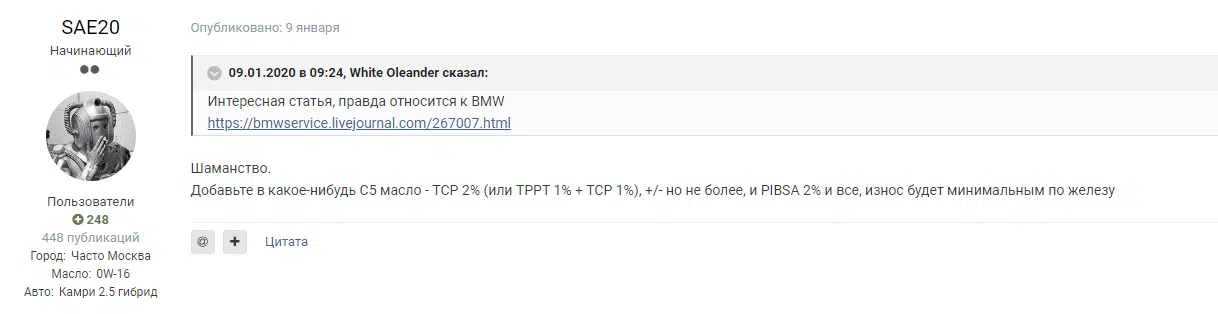 SAE20
Начинающий
Пользователи
248
448 публикаций
Город: Часто Москва
Масло: 0W-16
Авто: Камри 2.5 гибрид
Опубликовано: 9 января
09.01.2020 в 09:24, White Oleander сказал:
Интересная статья, правда относится к BMW
https://bmwservice.livejournal.com/267007.html
Шаманство.
Добавьте в какое-нибудь С5 масло - TCP 2% (или TPPT 1% + TCP 1%), +/- но не более, и PIBSA 2% и все, износ будет минимальным по железу
@ + Цитата